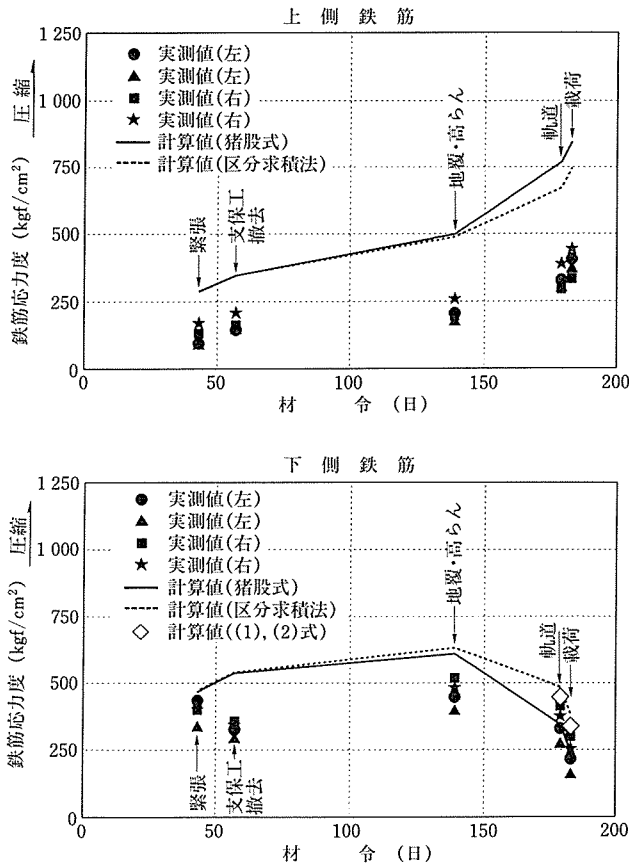 上側鉄筋
1 250
1 000
750
500
250
0
圧縮
鉄筋応力度 (kgf/cm²)
実測値(左)
実測値(左)
実測値(右)
実測値(右)
計算値(猪股式)
計算値(区分求積法)
緊張
支保工
撤去
地覆・高らん
軌道
載荷
0
50
100
150
200
材 令 (日)
下側鉄筋
1 250
1 000
750
500
250
0
圧縮
鉄筋応力度 (kgf/cm²)
実測値(左)
実測値(左)
実測値(右)
実測値(右)
計算値(猪股式)
計算値(区分求積法)
計算値((1), (2)式)
緊張
支保工
撤去
地覆・高らん
軌道
載荷
0
50
100
150
200
材 令 (日)